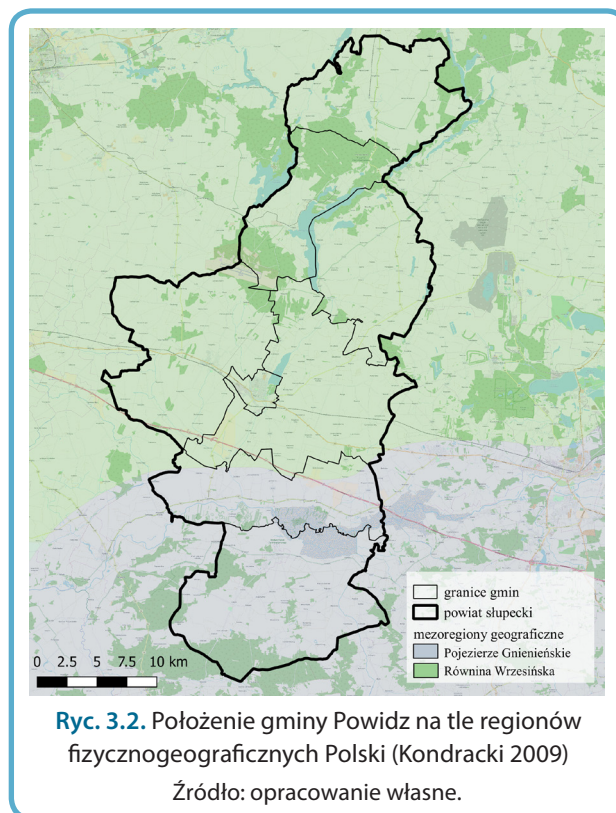 granice gmin
powiat słupecki
mezoregiony geograficzne
Pojezierze Gnienieńskie
Równina Wrzesińska
0 2.5 5 7.5 10 km
Ryc. 3.2. Położenie gminy Powidz na tle regionów
fizycznogeograficznych Polski (Kondracki 2009)
Źródło: opracowanie własne.